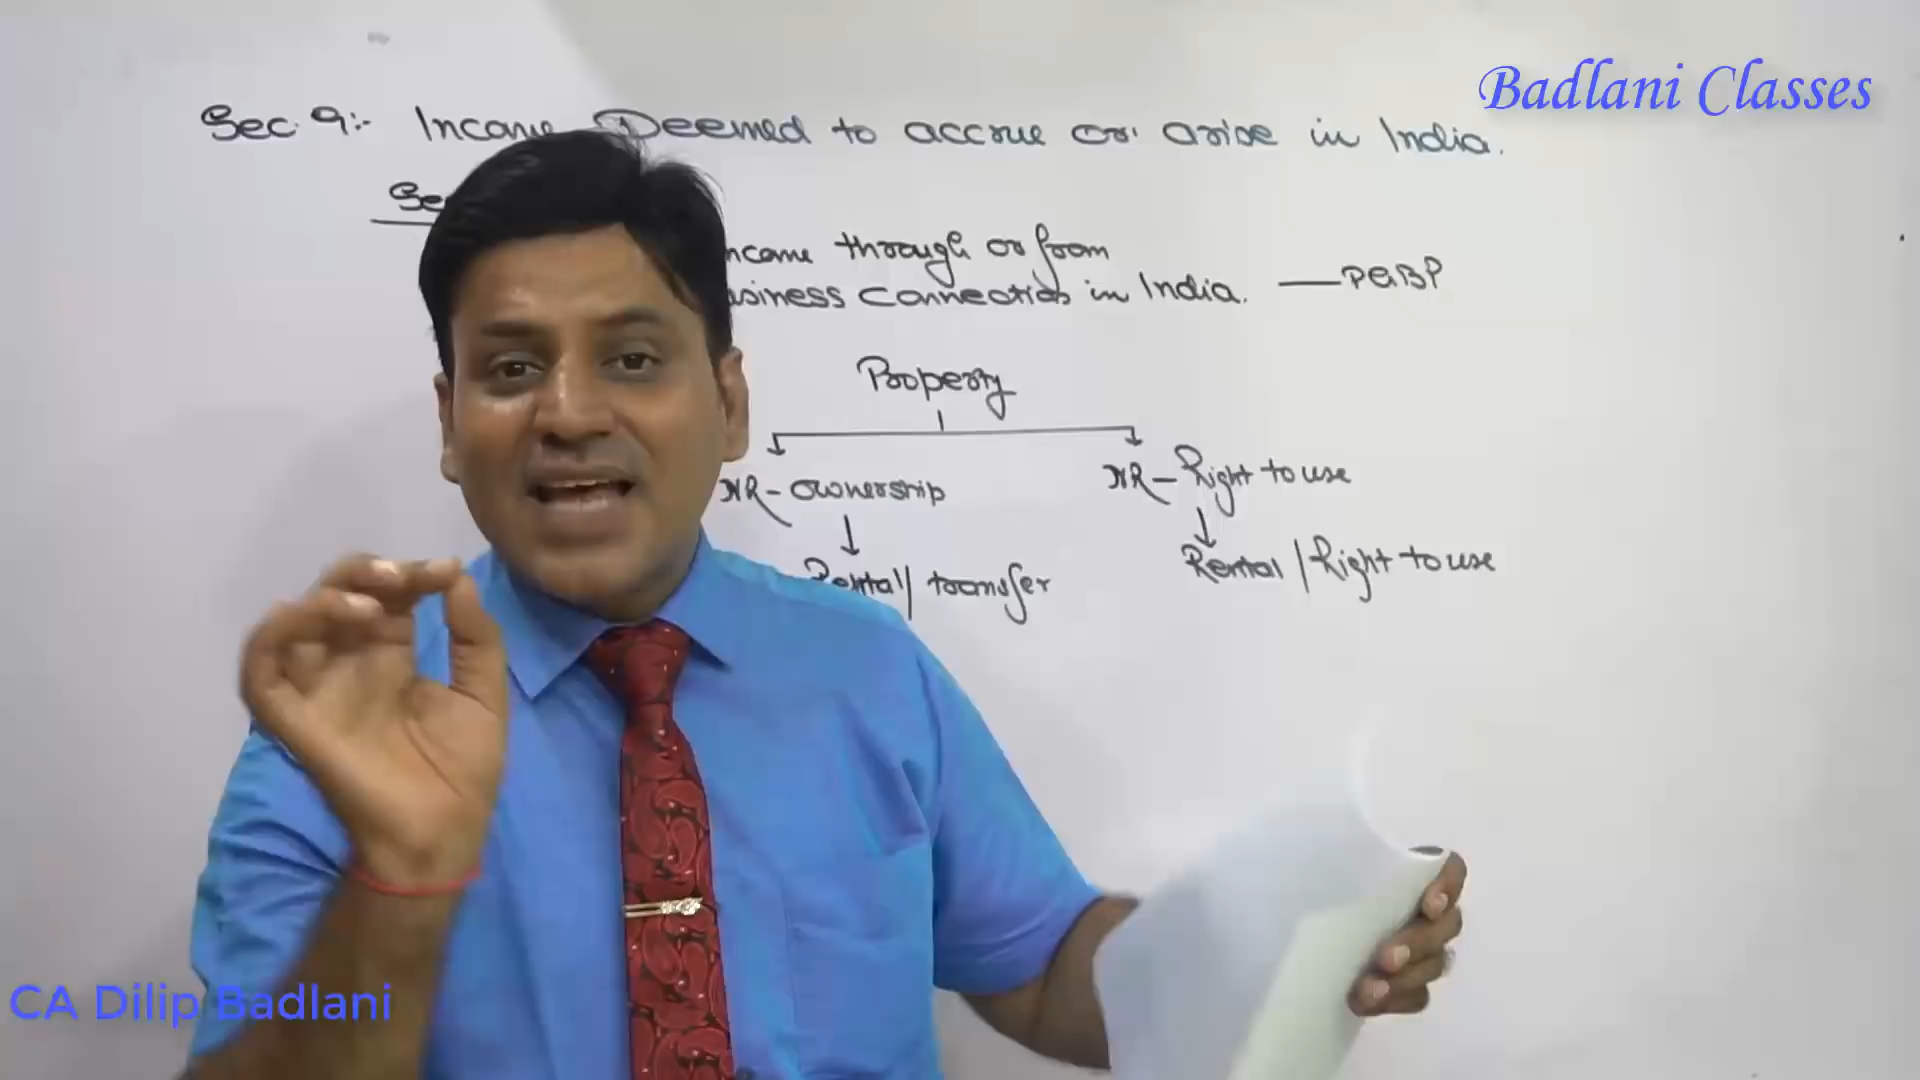 Badlani Classes
Sec. 9:- Income Deemed to accrue or arise in India.
income through or from
Business Connection in India. — PGBP
Property
NR - ownership
NR - Right to use
Rental / transfer
Rental / Right to use
CA Dilip Badlani